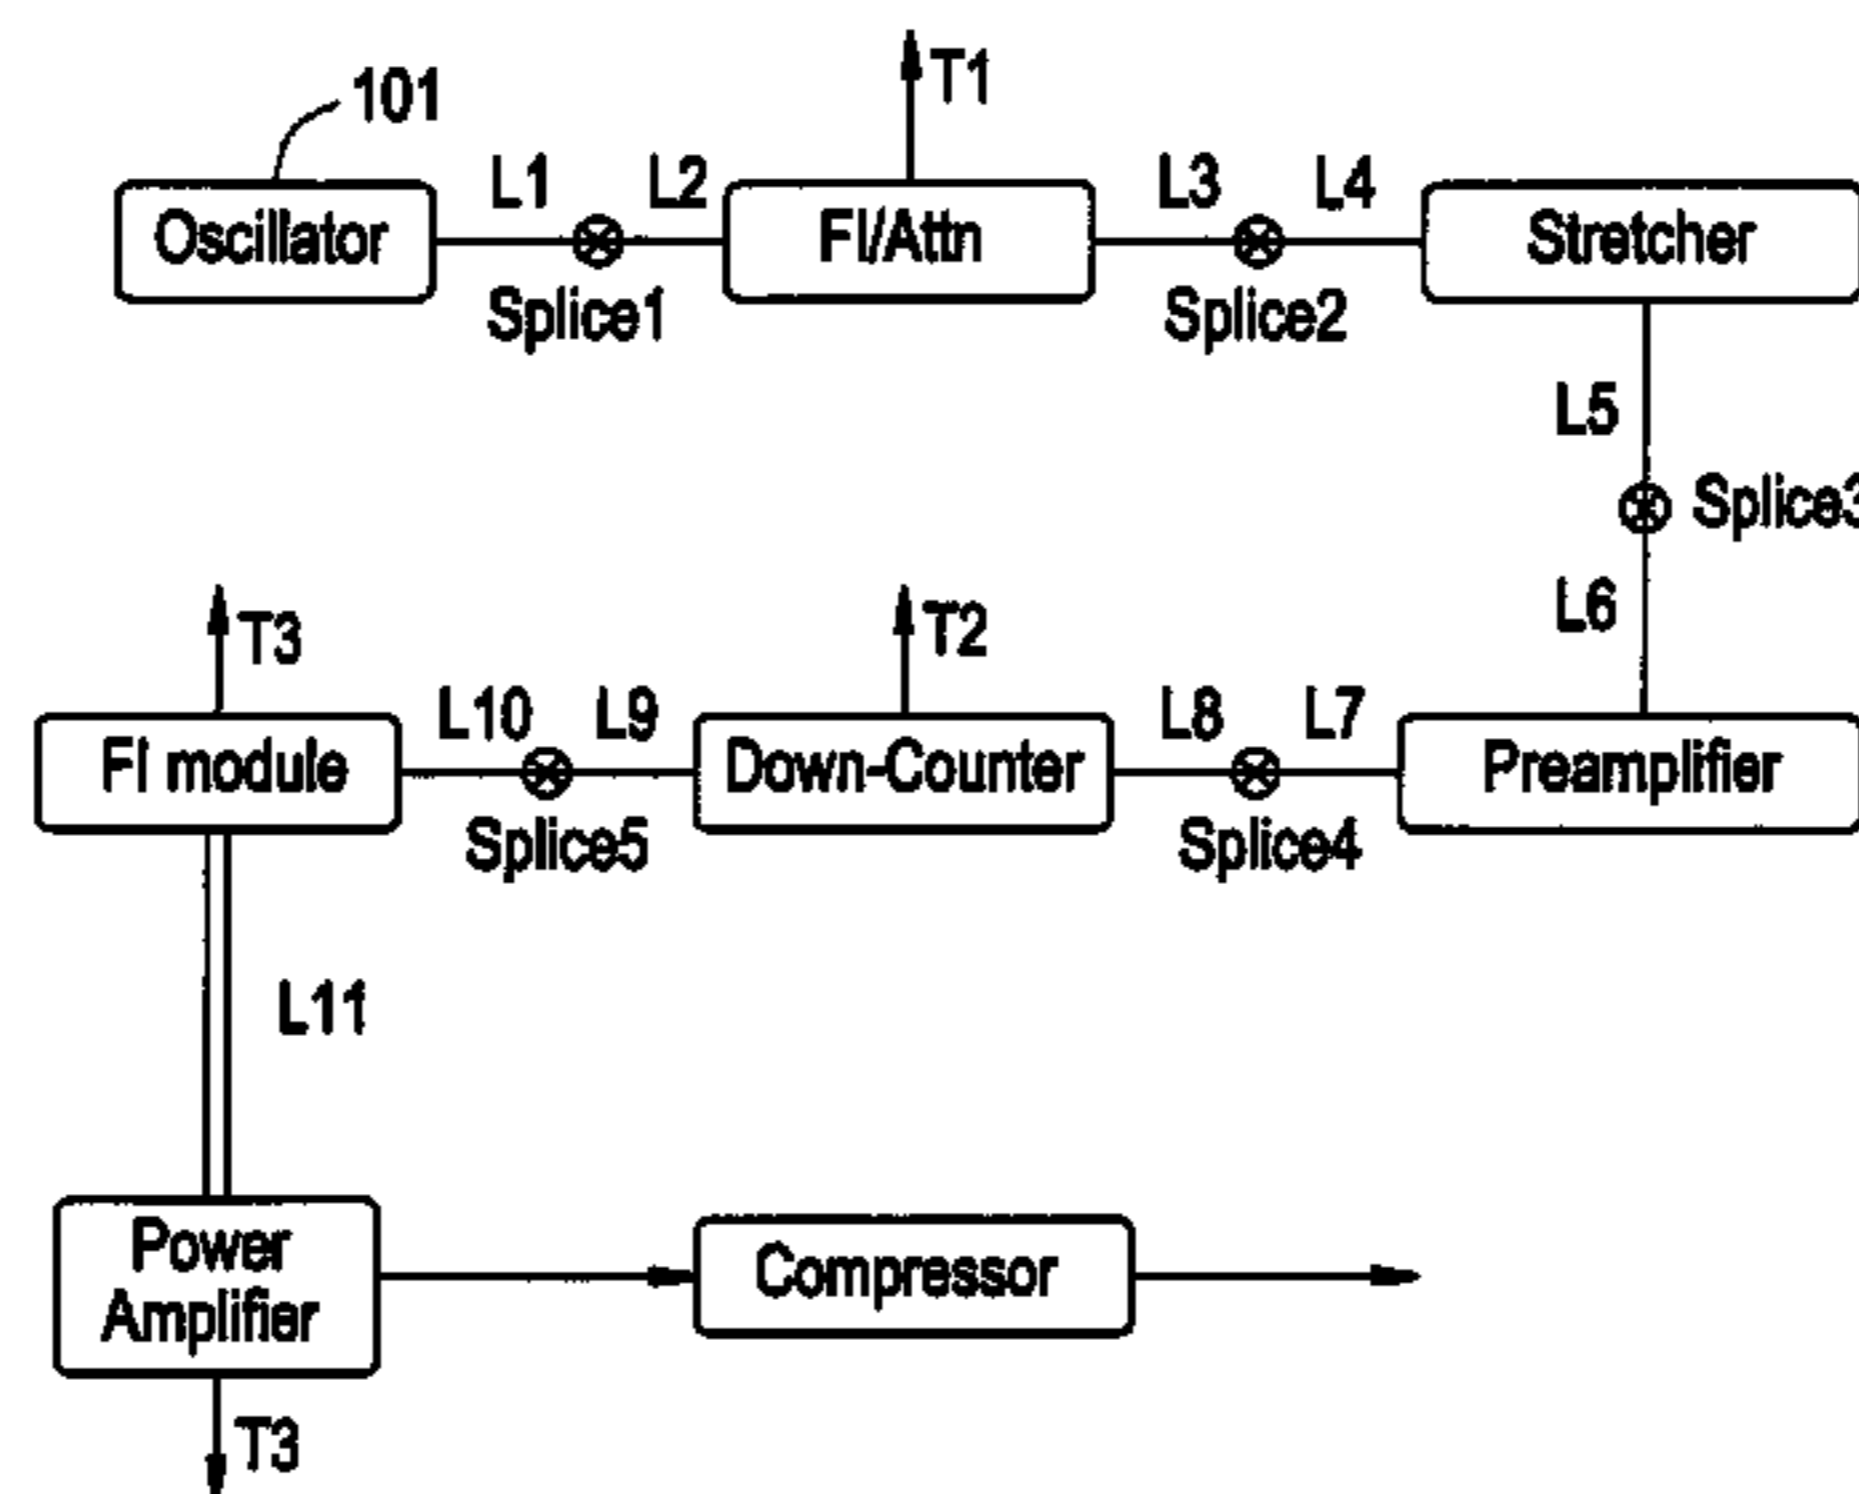 101
T1
L1
L2
L3
L4
Oscillator
FI/Attn
Stretcher
Splice1
Splice2
L5
Splice3
L6
T3
T2
L10
L9
L8
L7
FI module
Down-Counter
Preamplifier
Splice5
Splice4
L11
Power
Amplifier
Compressor
T3